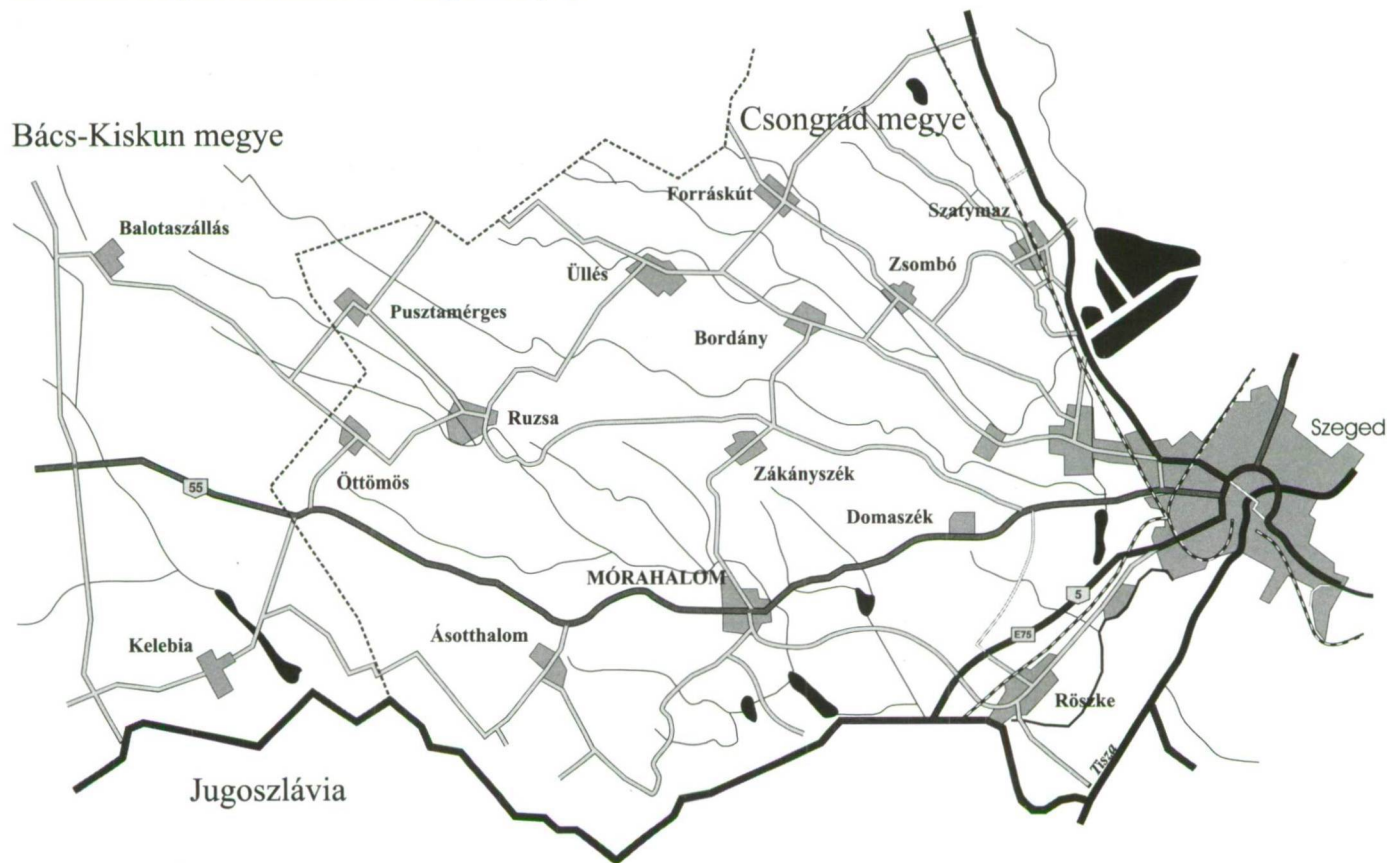 Bács-Kiskun megye
Csongrád megye
Balotaszállás
Forráskút
Szatymaz
Üllés
Zsombó
Pusztamérges
Bordány
Ruzsa
Szeged
Öttömös
Zákányszék
55
Domaszék
MÓRAHALOM
5
Ásotthalom
E75
Kelebia
Röszke
Tisza
Jugoszlávia